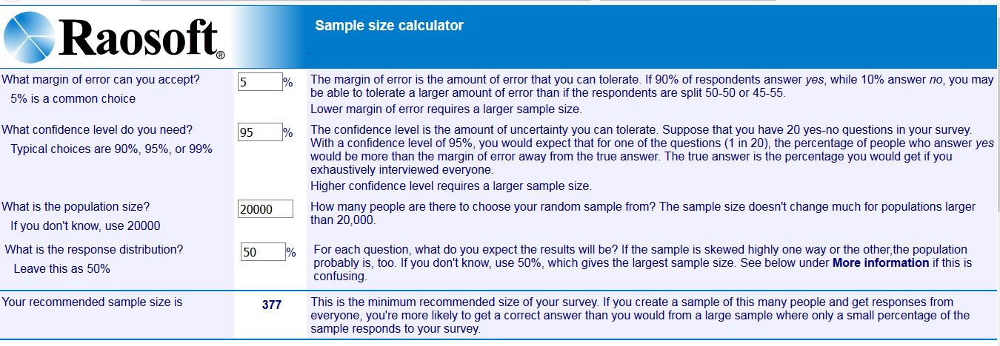 Raosoft®
Sample size calculator
What margin of error can you accept?
5% is a common choice
5 %
The margin of error is the amount of error that you can tolerate. If 90% of respondents answer yes, while 10% answer no, you may
be able to tolerate a larger amount of error than if the respondents are split 50-50 or 45-55.
Lower margin of error requires a larger sample size.
What confidence level do you need?
Typical choices are 90%, 95%, or 99%
95 %
The confidence level is the amount of uncertainty you can tolerate. Suppose that you have 20 yes-no questions in your survey.
With a confidence level of 95%, you would expect that for one of the questions (1 in 20), the percentage of people who answer yes
would be more than the margin of error away from the true answer. The true answer is the percentage you would get if you
exhaustively interviewed everyone.
Higher confidence level requires a larger sample size.
What is the population size?
If you don't know, use 20000
20000
How many people are there to choose your random sample from? The sample size doesn't change much for populations larger
than 20,000.
What is the response distribution?
Leave this as 50%
50 %
For each question, what do you expect the results will be? If the sample is skewed highly one way or the other,the population
probably is, too. If you don't know, use 50%, which gives the largest sample size. See below under More information if this is
confusing.
Your recommended sample size is
377
This is the minimum recommended size of your survey. If you create a sample of this many people and get responses from
everyone, you're more likely to get a correct answer than you would from a large sample where only a small percentage of the
sample responds to your survey.